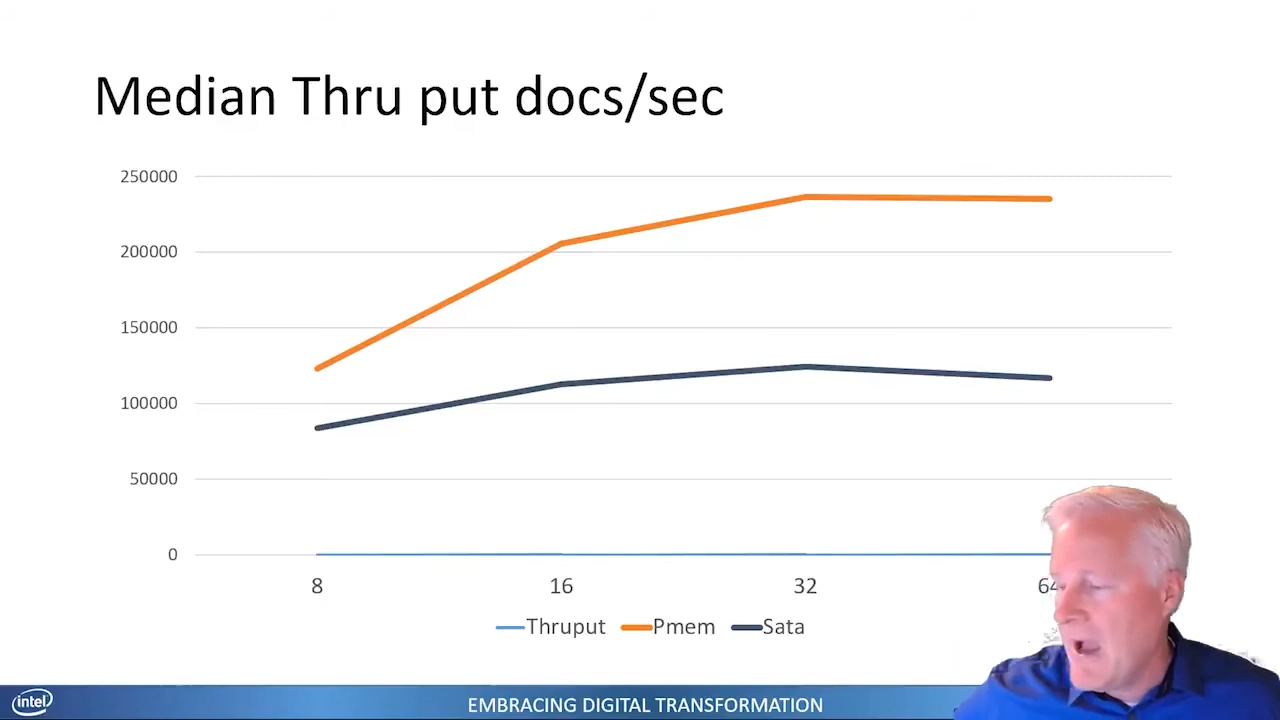 Median Thru put docs/sec
250000
200000
150000
100000
50000
0
8 16 32 64
Thruput Pmem Sata
intel
EMBRACING DIGITAL TRANSFORMATION